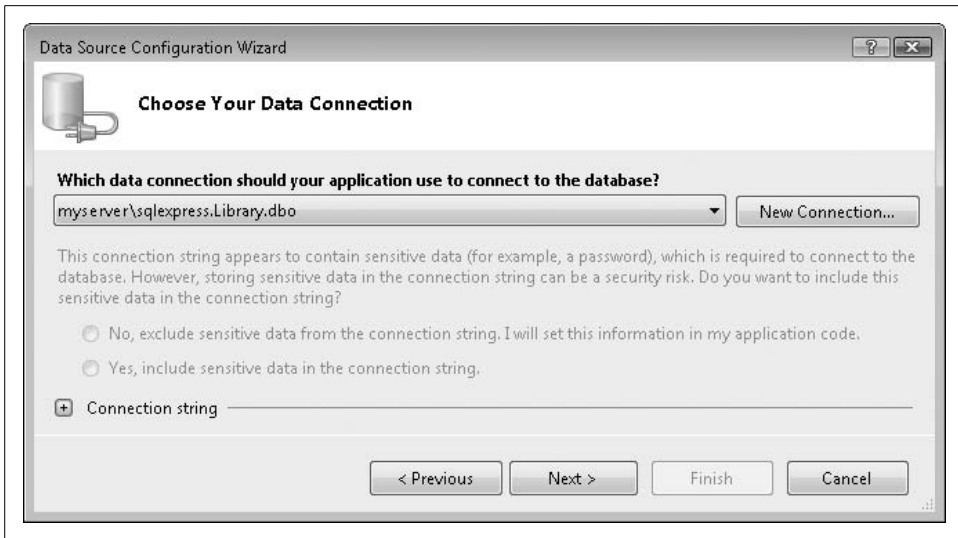 Data Source Configuration Wizard
?
Choose Your Data Connection
Which data connection should your application use to connect to the database?
myserver\sqlexpress.Library.dbo
New Connection...
This connection string appears to contain sensitive data (for example, a password), which is required to connect to the
database. However, storing sensitive data in the connection string can be a security risk. Do you want to include this
sensitive data in the connection string?
No, exclude sensitive data from the connection string. I will set this information in my application code.
Yes, include sensitive data in the connection string.
Connection string
< Previous
Next >
Finish
Cancel